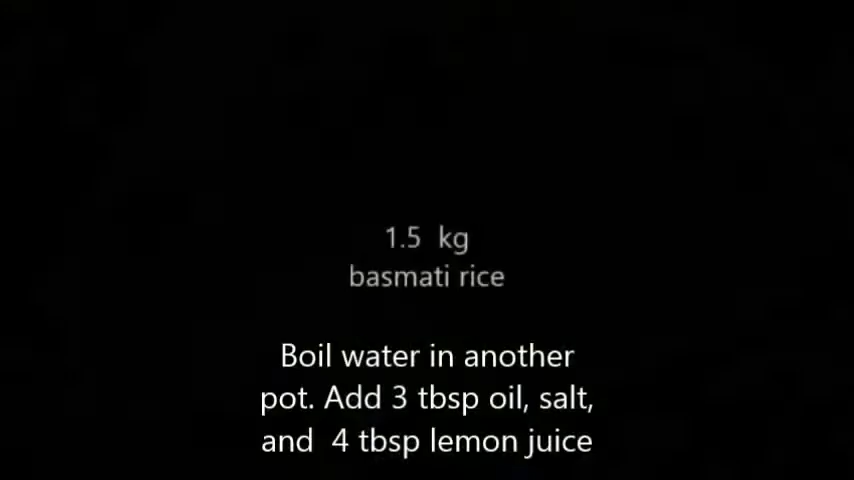 1.5  kg
basmati rice
Boil water in another
pot. Add 3 tbsp oil, salt,
and  4 tbsp lemon juice